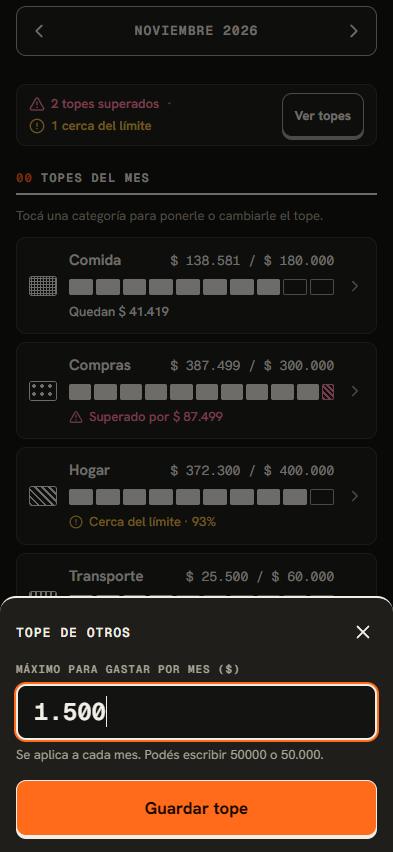 NOVIEMBRE 2026
2 topes superados ·
1 cerca del límite
Ver topes
00 TOPES DEL MES
Tocá una categoría para ponerle o cambiarle el tope.
Comida $ 138.581 / $ 180.000
Quedan $ 41.419
Compras $ 387.499 / $ 300.000
Superado por $ 87.499
Hogar $ 372.300 / $ 400.000
Cerca del límite · 93%
Transporte $ 25.500 / $ 60.000
TOPE DE OTROS
MÁXIMO PARA GASTAR POR MES ($)
1.500
Se aplica a cada mes. Podés escribir 50000 o 50.000.
Guardar tope